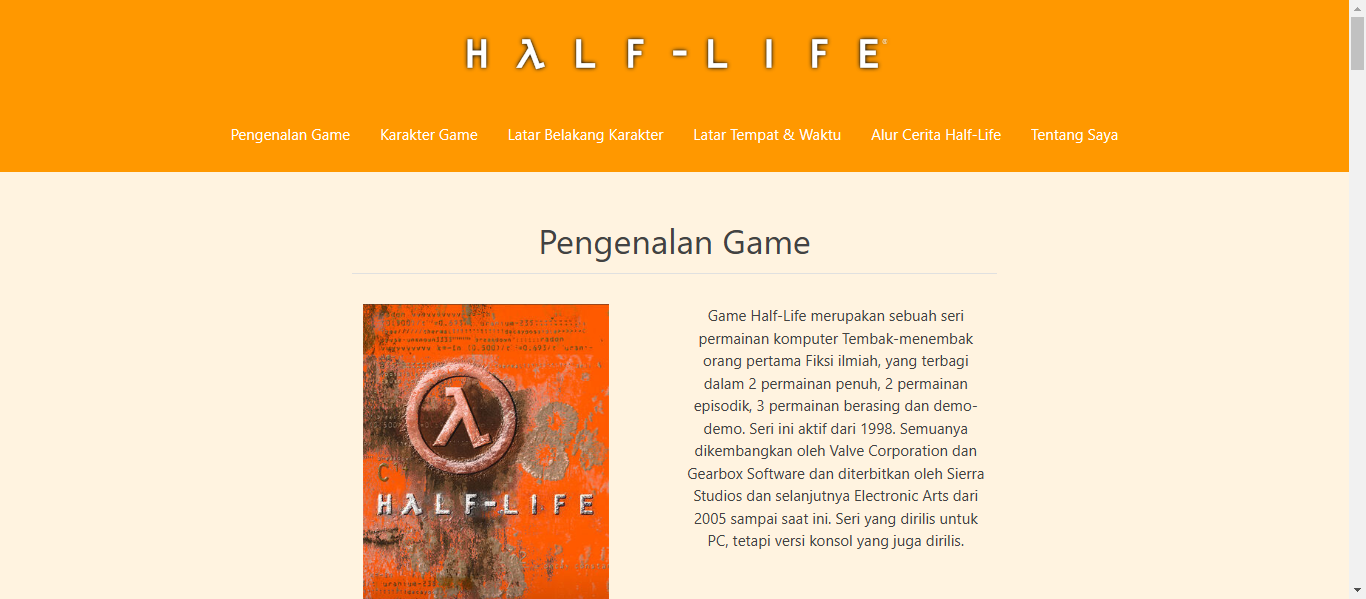 HλLF-LIFE
Pengenalan Game Karakter Game Latar Belakang Karakter Latar Tempat & Waktu Alur Cerita Half-Life Tentang Saya
Pengenalan Game
HλLF-LIFE
Game Half-Life merupakan sebuah seri
permainan komputer Tembak-menembak
orang pertama Fiksi ilmiah, yang terbagi
dalam 2 permainan penuh, 2 permainan
episodik, 3 permainan berasing dan demo-
demo. Seri ini aktif dari 1998. Semuanya
dikembangkan oleh Valve Corporation dan
Gearbox Software dan diterbitkan oleh Sierra
Studios dan selanjutnya Electronic Arts dari
2005 sampai saat ini. Seri yang dirilis untuk
PC, tetapi versi konsol yang juga dirilis.